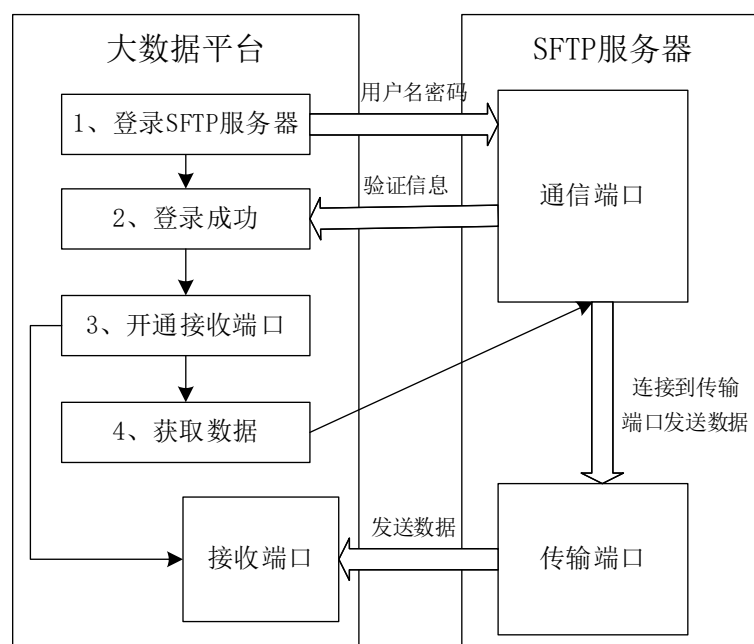 大数据平台
SFTP服务器
用户名密码
1、登录SFTP服务器
验证信息
通信端口
2、登录成功
3、开通接收端口
连接到传输
端口发送数据
4、获取数据
发送数据
接收端口
传输端口